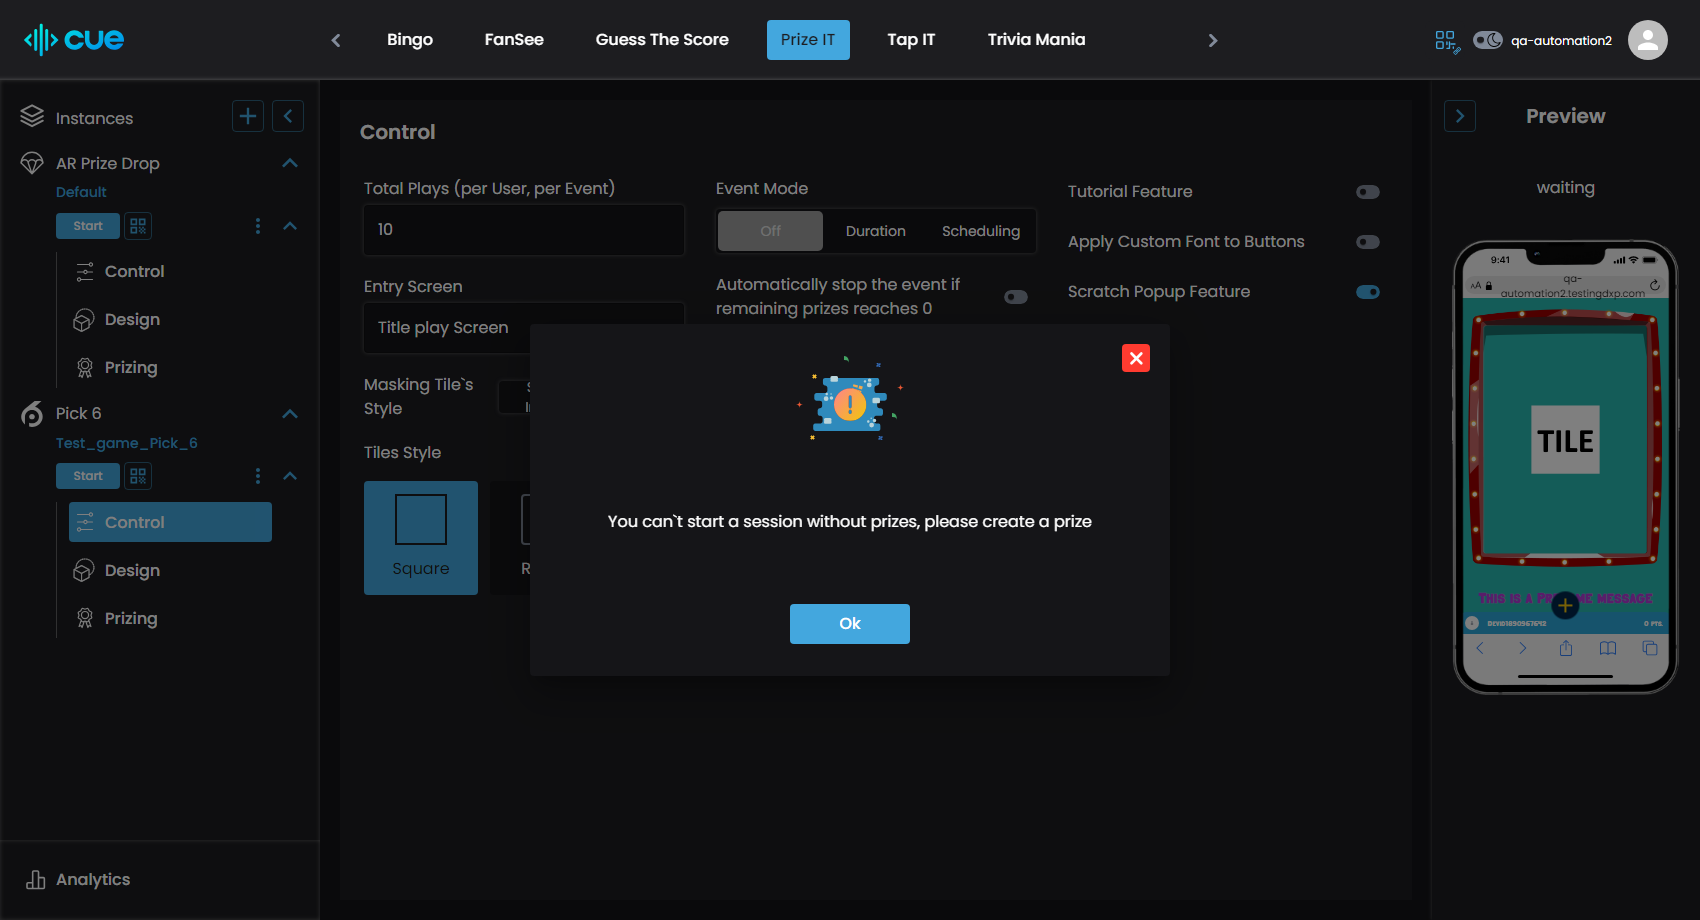 cue
Bingo
FanSee
Guess The Score
Prize IT
Tap IT
Trivia Mania
qa-automation2
Instances
AR Prize Drop
Default
Start
Control
Design
Prizing
Pick 6
Test_game_Pick_6
Start
Control
Design
Prizing
Analytics
Control
Total Plays (per User, per Event)
10
Entry Screen
Title play Screen
Masking Tile`s
Style
Tiles Style
Square
R
Event Mode
Off
Duration
Scheduling
Automatically stop the event if
remaining prizes reaches 0
Tutorial Feature
Apply Custom Font to Buttons
Scratch Popup Feature
You can`t start a session without prizes, please create a prize
Ok
Preview
waiting
9:41
AA
qa-
automation2.testingdxp.com
TILE
This is a Pr me message
0 Pts.